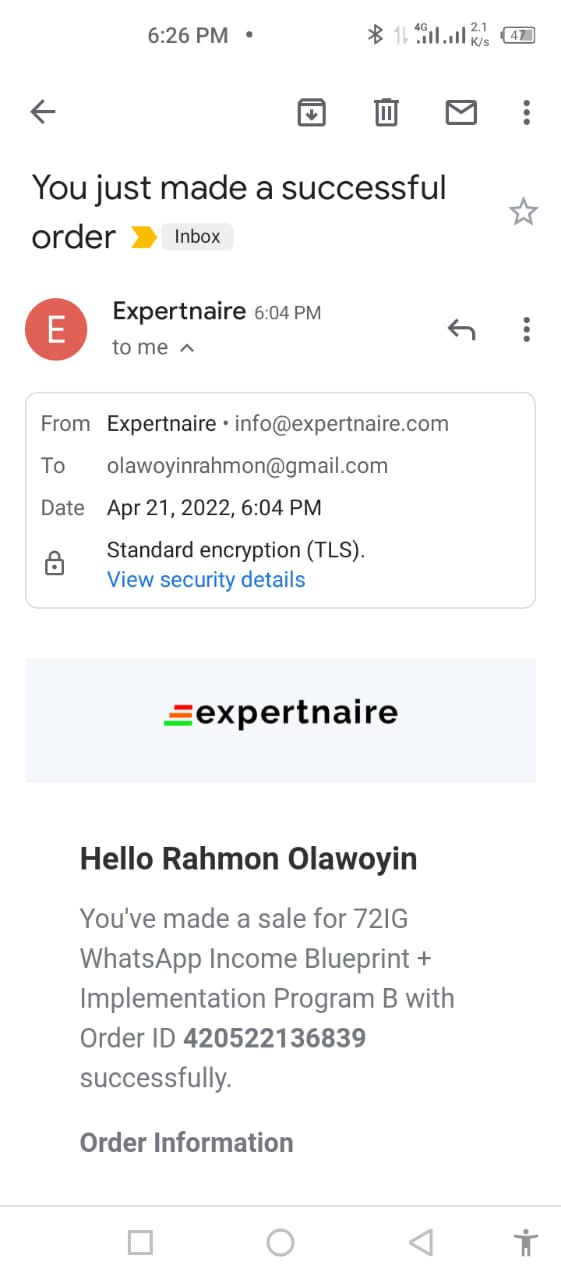 6:26 PM •
4G 2.1 K/s 47
You just made a successful
order Inbox
E
Expertnaire 6:04 PM
to me
From Expertnaire • info@expertnaire.com
To olawoyinrahmon@gmail.com
Date Apr 21, 2022, 6:04 PM
Standard encryption (TLS).
View security details
expertnaire
Hello Rahmon Olawoyin
You've made a sale for 72IG
WhatsApp Income Blueprint +
Implementation Program B with
Order ID 420522136839
successfully.
Order Information